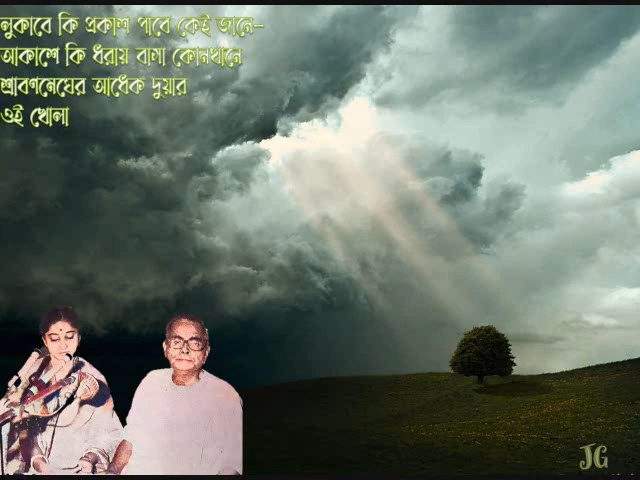 লুকাবে কি প্রকাশ পাবে কেই জানে-
আকাশে কি ধরায় বাসা কোনখানে
শ্রাবণমেঘের আধেক দুয়ার
ওই খোলা
JG